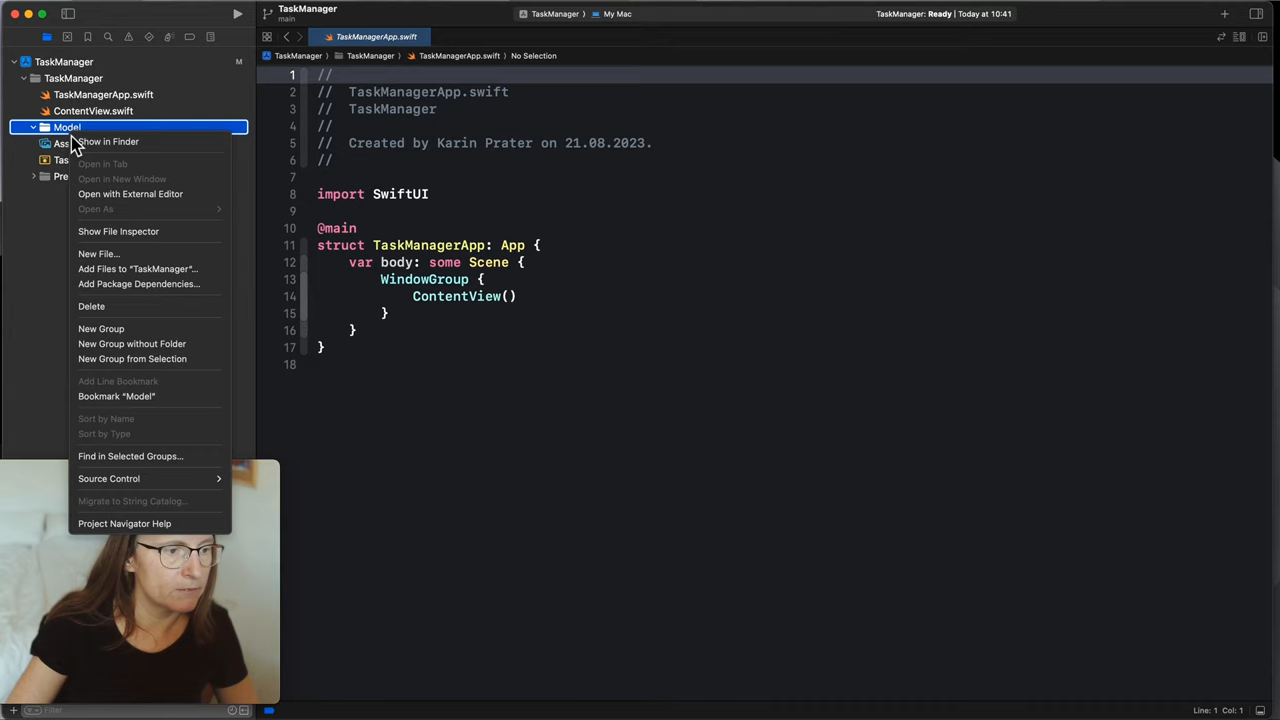 TaskManager
main
TaskManager
My Mac
TaskManager: Ready | Today at 10:41
TaskManagerApp.swift
TaskManager
TaskManager
TaskManagerApp.swift
No Selection
TaskManager
M
TaskManager
TaskManagerApp.swift
ContentView.swift
Model
Ass
Tas
Pre
Show in Finder
Open in Tab
Open in New Window
Open with External Editor
Open As
Show File Inspector
New File...
Add Files to “TaskManager”...
Add Package Dependencies...
Delete
New Group
New Group without Folder
New Group from Selection
Add Line Bookmark
Bookmark “Model”
Sort by Name
Sort by Type
Find in Selected Groups...
Source Control
Migrate to String Catalog...
Project Navigator Help
1 //
2 // TaskManagerApp.swift
3 // TaskManager
4 //
5 // Created by Karin Prater on 21.08.2023.
6 //
7
8 import SwiftUI
9
10 @main
11 struct TaskManagerApp: App {
12 var body: some Scene {
13 WindowGroup {
14 ContentView()
15 }
16 }
17 }
18
Filter
Line: 1 Col: 1